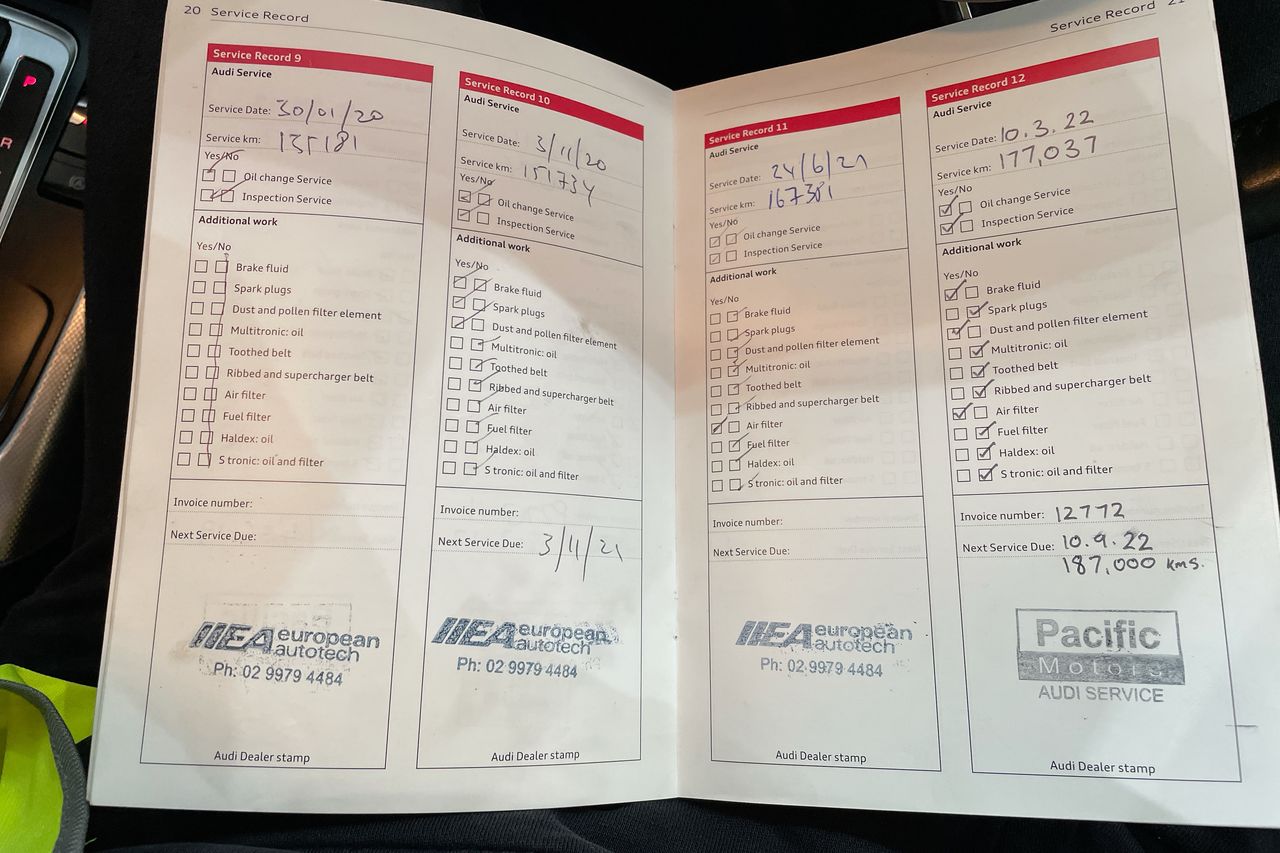 20 Service Record
Service Record 9
Audi Service
Service Date: 30/01/20
Service km: 135181
Yes/No
Oil change Service
Inspection Service
Additional work
Yes/No
Brake fluid
Spark plugs
Dust and pollen filter element
Multitronic: oil
Toothed belt
Ribbed and supercharger belt
Air filter
Fuel filter
Haldex: oil
S tronic: oil and filter
Invoice number:
Next Service Due:
european
autotech
Ph: 02 9979 4484
Audi Dealer stamp
Service Record 10
Audi Service
Service Date: 3/11/20
Service km: 151734
Yes/No
Oil change Service
Inspection Service
Additional work
Yes/No
Brake fluid
Spark plugs
Dust and pollen filter element
Multitronic: oil
Toothed belt
Ribbed and supercharger belt
Air filter
Fuel filter
Haldex: oil
S tronic: oil and filter
Invoice number:
Next Service Due: 3/11/21
european
autotech
Ph: 02 9979 4484
Audi Dealer stamp
Service Record 21
Service Record 11
Audi Service
Service Date: 24/6/21
Service km: 167381
Yes/No
Oil change Service
Inspection Service
Additional work
Yes/No
Brake fluid
Spark plugs
Dust and pollen filter element
Multitronic: oil
Toothed belt
Ribbed and supercharger belt
Air filter
Fuel filter
Haldex: oil
S tronic: oil and filter
Invoice number:
Next Service Due:
european
autotech
Ph: 02 9979 4484
Audi Dealer stamp
Service Record 12
Audi Service
Service Date: 10.3.22
Service km: 177,037
Yes/No
Oil change Service
Inspection Service
Additional work
Yes/No
Brake fluid
Spark plugs
Dust and pollen filter element
Multitronic: oil
Toothed belt
Ribbed and supercharger belt
Air filter
Fuel filter
Haldex: oil
S tronic: oil and filter
Invoice number: 12772
Next Service Due: 10.9.22
187,000 kms.
Pacific
Motors
AUDI SERVICE
Audi Dealer stamp
P
R